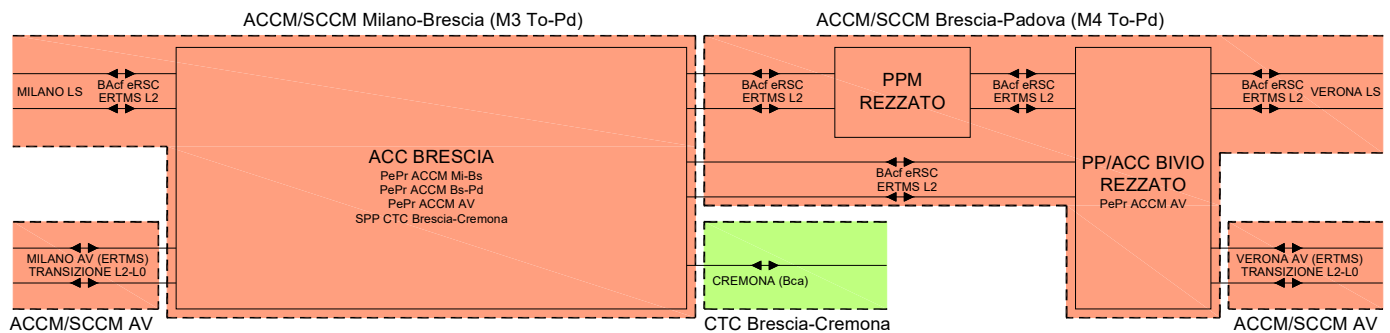 ACCM/SCCM Milano-Brescia (M3 To-Pd)
ACCM/SCCM Brescia-Padova (M4 To-Pd)
MILANO LS
BAcf eRSC
ERTMS L2
ACC BRESCIA
PePr ACCM Mi-Bs
PePr ACCM Bs-Pd
PePr ACCM AV
SPP CTC Brescia-Cremona
MILANO AV (ERTMS)
TRANSIZIONE L2-L0
ACCM/SCCM AV
BAcf eRSC
ERTMS L2
PPM
REZZATO
BAcf eRSC
ERTMS L2
BAcf eRSC
ERTMS L2
PP/ACC BIVIO
REZZATO
PePr ACCM AV
BAcf eRSC
ERTMS L2
VERONA LS
CREMONA (Bca)
CTC Brescia-Cremona
VERONA AV (ERTMS)
TRANSIZIONE L2-L0
ACCM/SCCM AV